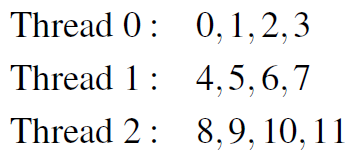 Thread 0 : 0, 1, 2, 3
Thread 1 : 4, 5, 6, 7
Thread 2 : 8, 9, 10, 11